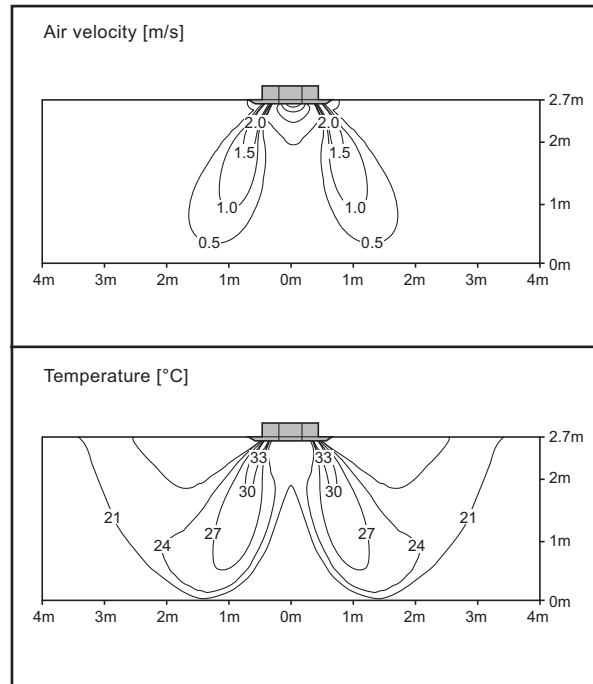 Air velocity [m/s]
2.7m
2.0 2.0
2m
1.5 1.5
1.0 1.0
1m
0.5 0.5
0m
4m 3m 2m 1m 0m 1m 2m 3m 4m
Temperature [°C]
2.7m
33 33
2m
30 30
21 21
27 27
24 24
1m
0m
4m 3m 2m 1m 0m 1m 2m 3m 4m